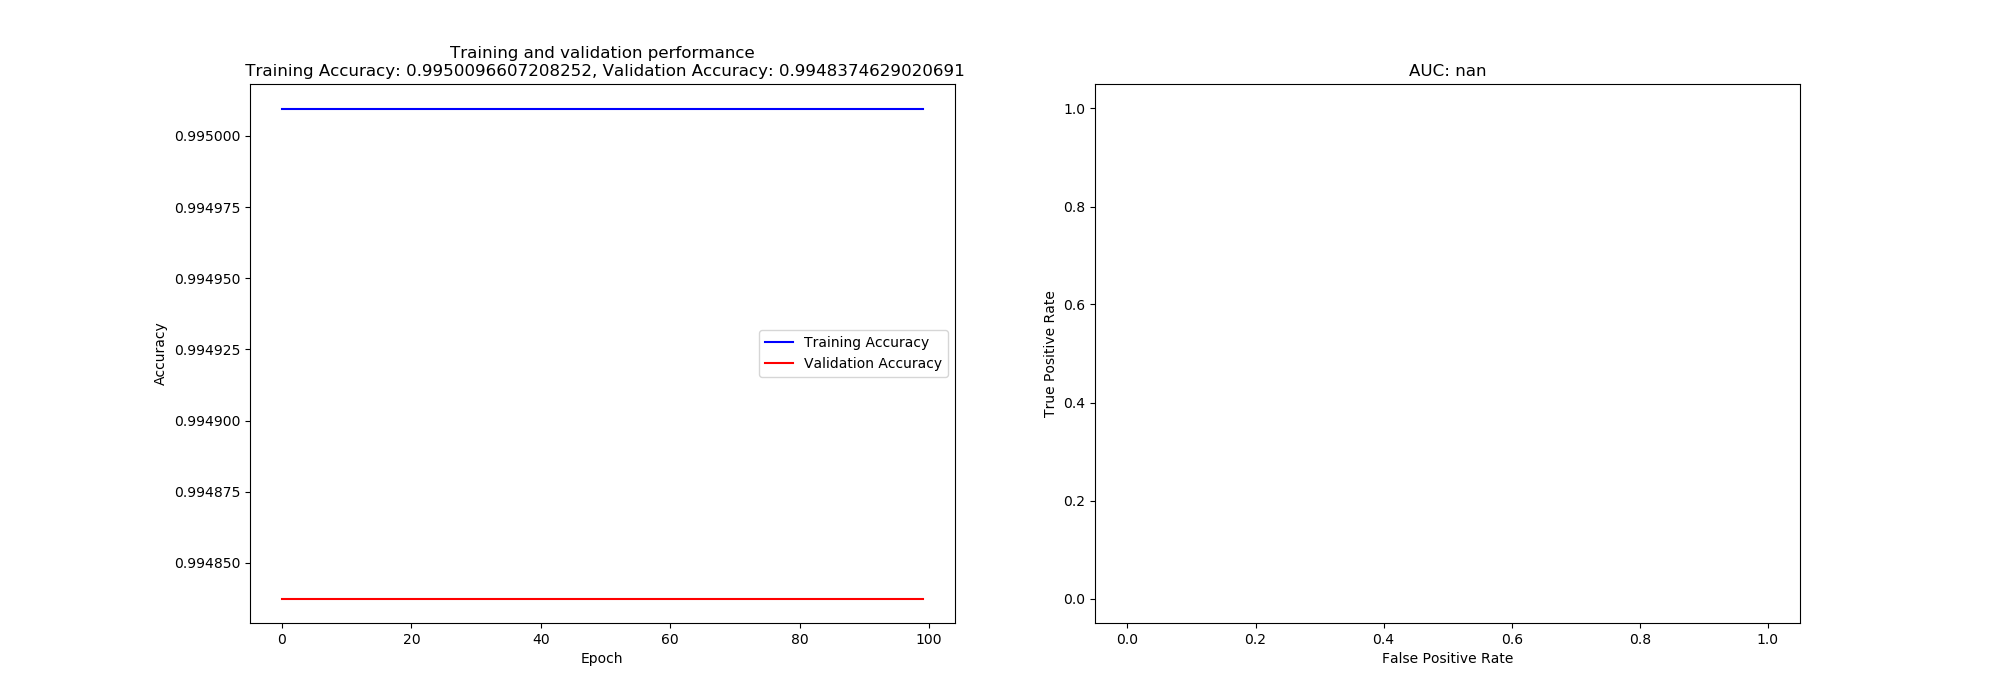 Training and validation performance
Training Accuracy: 0.9950096607208252, Validation Accuracy: 0.9948374629020691
0.995000
0.994975
0.994950
0.994925
0.994900
0.994875
0.994850
Accuracy
Training Accuracy
Validation Accuracy
0 20 40 60 80 100
Epoch
AUC: nan
1.0
0.8
0.6
0.4
0.2
0.0
True Positive Rate
0.0 0.2 0.4 0.6 0.8 1.0
False Positive Rate